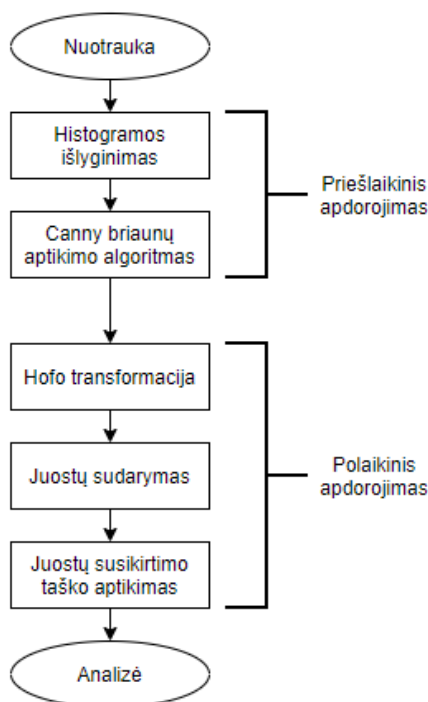 Nuotrauka
Histogramos
išlyginimas
Canny briaunų
aptikimo algoritmas
Priešlaikinis
apdorojimas
Hofo transformacija
Juostų sudarymas
Juostų susikirtimo
taško aptikimas
Polaikinis
apdorojimas
Analizė